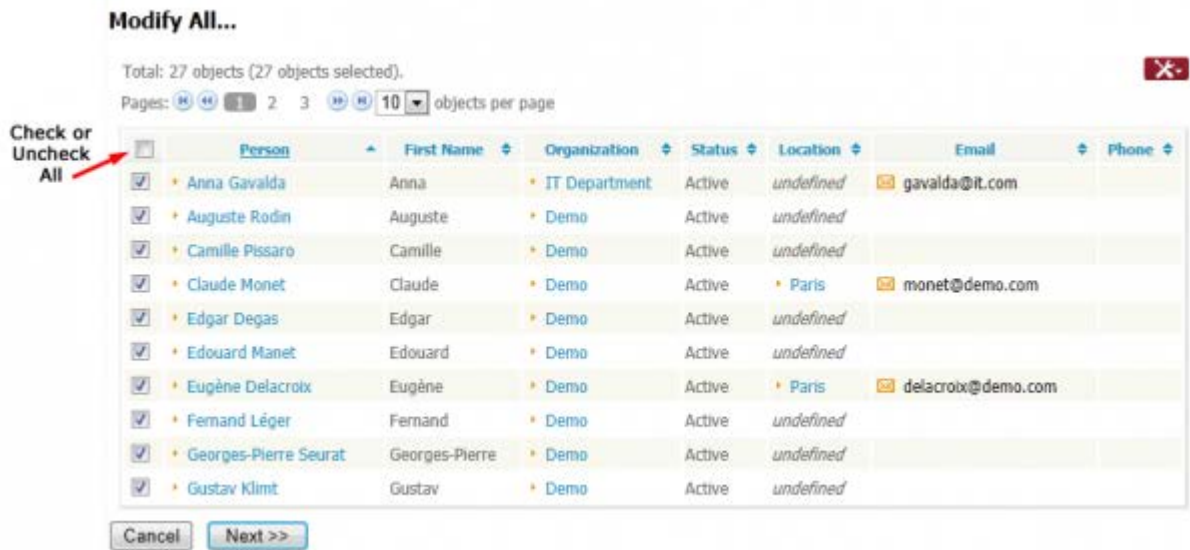 Modify All...
Total: 27 objects (27 objects selected).
Pages: 1 2 3 10 objects per page
Check or
Uncheck
All
Person First Name Organization Status Location Email Phone
Anna Gavalda Anna IT Department Active undefined gavalda@it.com
Auguste Rodin Auguste Demo Active undefined
Camille Pissaro Camille Demo Active undefined
Claude Monet Claude Demo Active Paris monet@demo.com
Edgar Degas Edgar Demo Active undefined
Edouard Manet Edouard Demo Active undefined
Eugène Delacroix Eugène Demo Active Paris delacroix@demo.com
Fernand Léger Fernand Demo Active undefined
Georges-Pierre Seurat Georges-Pierre Demo Active undefined
Gustav Klimt Gustav Demo Active undefined
Cancel Next >>